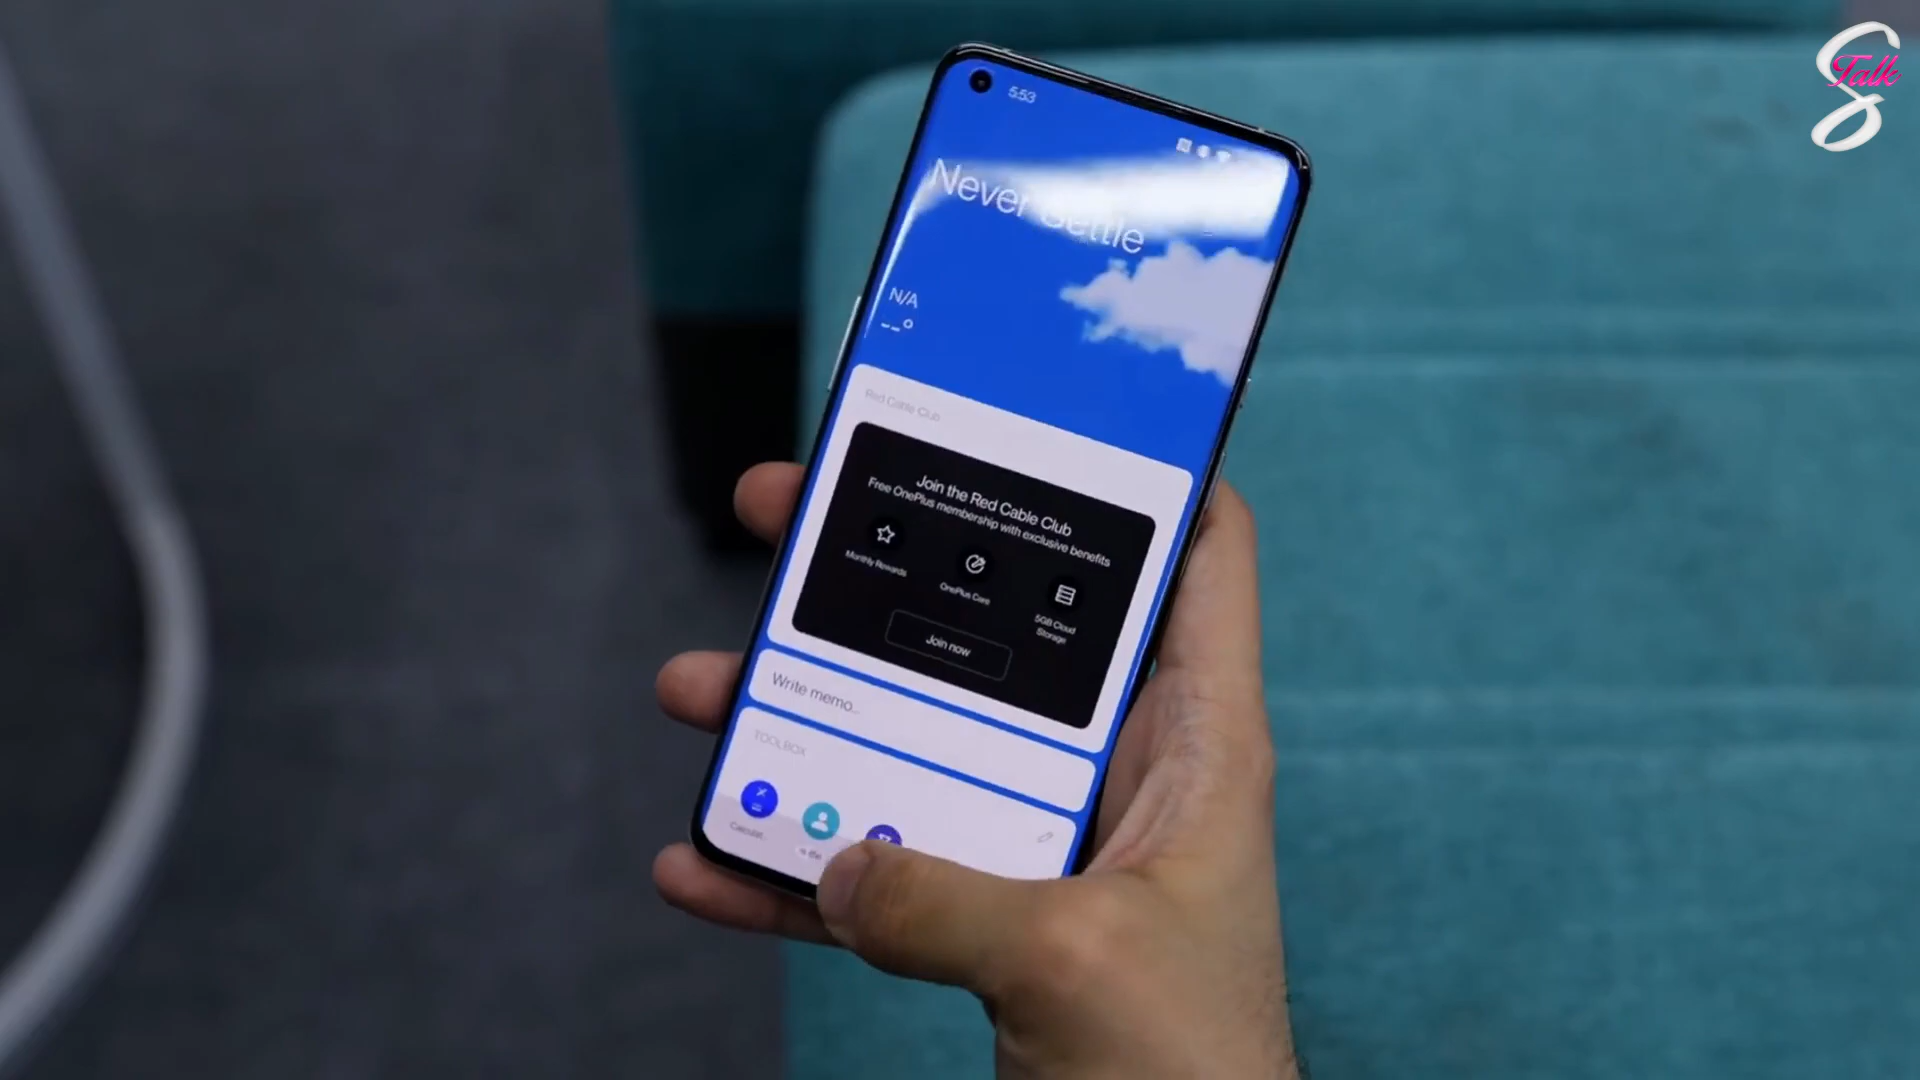 Talk
5:53
Never Settle
N/A
--°
Red Cable Club
Join the Red Cable Club
Free OnePlus membership with exclusive benefits
Monthly Rewards
OnePlus Care
5GB Cloud
Storage
Join now
Write memo...
TOOLBOX
Calculat...